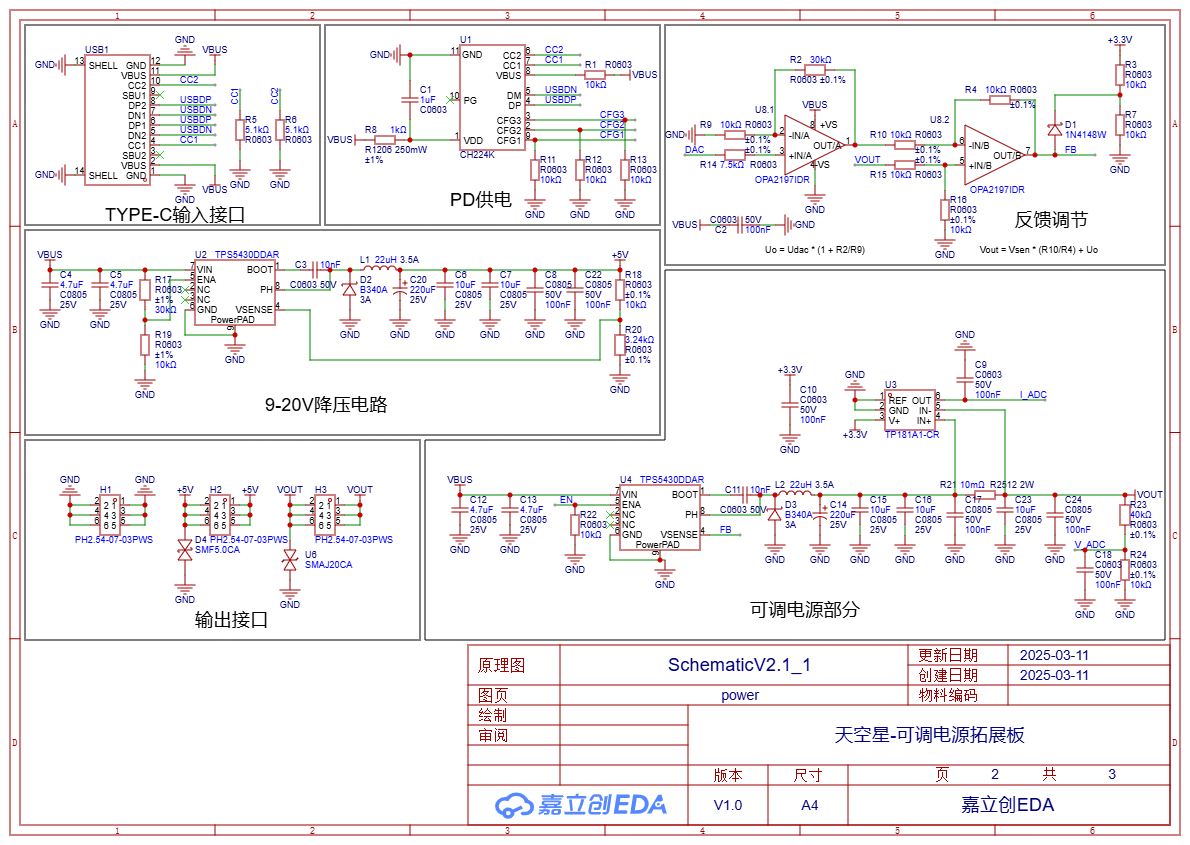 1 2 3 4 5 6
A
B
C
D
USB1
GND 13 SHELL
GND 12
VBUS 11
CC2 10
SBU1 9
DP2 8
DN1 7
DP1 6
DN2 5
CC1 4
SBU2 3
VBUS 2
GND 1
GND 14 SHELL
GND
VBUS
CC2
USBDP
USBDN
USBDP
USBDN
CC1
GND
VBUS
CC1
R5
5.1kΩ
R0603
GND
CC2
R6
5.1kΩ
R0603
GND
TYPE-C输入接口
U1
GND
11 GND
10 PG
1 VDD
CC2 6
CC1 7
VBUS 8
DM 5
DP 4
CFG3 3
CFG2 2
CFG1 9
CH224K
C1
1uF
C0603
VBUS
R8 1kΩ
R1206 250mW
±1%
CC2
CC1
R1 R0603
10kΩ
VBUS
USBDN
USBDP
CFG3
CFG2
CFG1
R11
R0603
10kΩ
GND
R12
R0603
10kΩ
GND
R13
R0603
10kΩ
GND
PD供电
R2 30kΩ
R0603 ±0.1%
U8.1
VBUS
GND
R9 10kΩ R0603
±0.1%
DAC
±0.1%
R14 7.5kΩ R0603
2 -IN/A
3 +IN/A
8 +VS
OUT/A 1
4 -VS
OPA2197IDR
GND
R4 10kΩ R0603
±0.1%
U8.2
R10 10kΩ R0603
±0.1%
VOUT
±0.1%
R15 10kΩ R0603
6 -IN/B
5 +IN/B
OUT/B 7
OPA2197IDR
R16
R0603
±0.1%
10kΩ
GND
+3.3V
R3
R0603
10kΩ
R7
R0603
10kΩ
GND
D1
1N4148W
FB
VBUS
C0603 50V
C2 100nF
GND
反馈调节
Uo = Udac * (1 + R2/R9)
Vout = Vsen * (R10/R4) + Uo
VBUS
C4
4.7uF
C0805
25V
GND
C5
4.7uF
C0805
25V
GND
R17
R0603
±1%
30kΩ
R19
R0603
±1%
10kΩ
GND
U2 TPS5430DDAR
7 VIN
5 ENA
2 NC
3 NC
6 GND
BOOT 1
PH 8
VSENSE 4
PowerPAD
9
GND
C3 10nF
C0603 50V
L1 22uH 3.5A
D2
B340A
3A
GND
C20
220uF
25V
GND
C6
10uF
C0805
25V
GND
C7
10uF
C0805
25V
GND
C8
C0805
50V
100nF
GND
C22
C0805
50V
100nF
GND
+5V
R18
R0603
±0.1%
10kΩ
R20
3.24kΩ
R0603
±0.1%
GND
9-20V降压电路
GND
H1
GND
2 1
4 3
6 5
PH2.54-07-03PWS
+5V
H2
+5V
2 1
4 3
6 5
PH2.54-07-03PWS
D4
SMF5.0CA
GND
VOUT
H3
VOUT
2 1
4 3
6 5
PH2.54-07-03PWS
U6
SMAJ20CA
GND
输出接口
+3.3V
C10
C0603
50V
100nF
GND
GND
+3.3V
U3
1 REF
2 GND
3 V+
OUT 6
IN- 5
IN+ 4
TP181A1-CR
GND
C9
C0603
50V
100nF
I_ADC
VBUS
C12
4.7uF
C0805
25V
GND
C13
4.7uF
C0805
25V
GND
EN
R22
R0603
10kΩ
GND
U4 TPS5430DDAR
7 VIN
5 ENA
2 NC
3 NC
6 GND
BOOT 1
PH 8
VSENSE 4
PowerPAD
9
GND
C11 10nF
C0603 50V
FB
L2 22uH 3.5A
D3
B340A
3A
GND
C14
220uF
25V
GND
C15
10uF
C0805
25V
GND
C16
10uF
C0805
25V
GND
R21 10mΩ R2512 2W
C17
C0805
50V
100nF
GND
C23
10uF
C0805
25V
GND
C24
C0805
50V
100nF
GND
VOUT
R23
40kΩ
R0603
±0.1%
V_ADC
C18
C0603
50V
100nF
GND
R24
R0603
±0.1%
10kΩ
GND
可调电源部分
原理图 SchematicV2.1_1 更新日期 2025-03-11
创建日期 2025-03-11
图页 power 物料编码
绘制
审阅
天空星-可调电源拓展板
版本 尺寸 页 2 共 3
嘉立创EDA V1.0 A4 嘉立创EDA
A
B
C
D
1 2 3 4 5 6